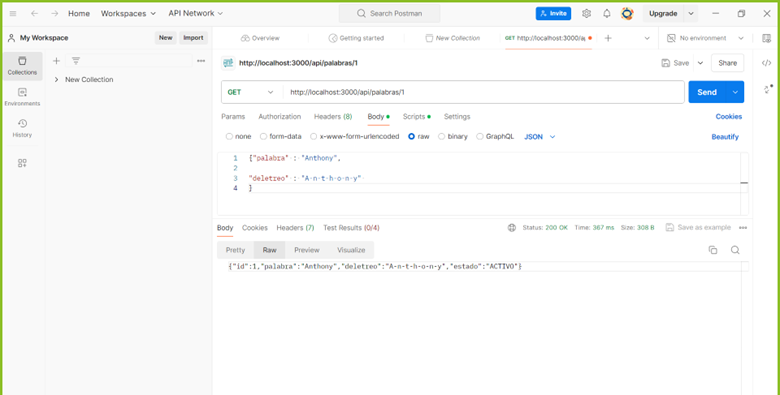 Home Workspaces API Network Search Postman Invite Upgrade
My Workspace New Import Overview Getting started New Collection GET http://localhost:3000/a No environment
Collections New Collection http://localhost:3000/api/palabras/1 Save Share
GET http://localhost:3000/api/palabras/1 Send
Environments
Params Authorization Headers (8) Body Scripts Settings Cookies
History
none form-data x-www-form-urlencoded raw binary GraphQL JSON Beautify
1 {"palabra" : "Anthony",
2
3 "deletreo" : "A-n-t-h-o-n-y"
4 }
Body Cookies Headers (7) Test Results (0/4) Status: 200 OK Time: 367 ms Size: 308 B Save as example
Pretty Raw Preview Visualize
{"id":1,"palabra":"Anthony","deletreo":"A-n-t-h-o-n-y","estado":"ACTIVO"}